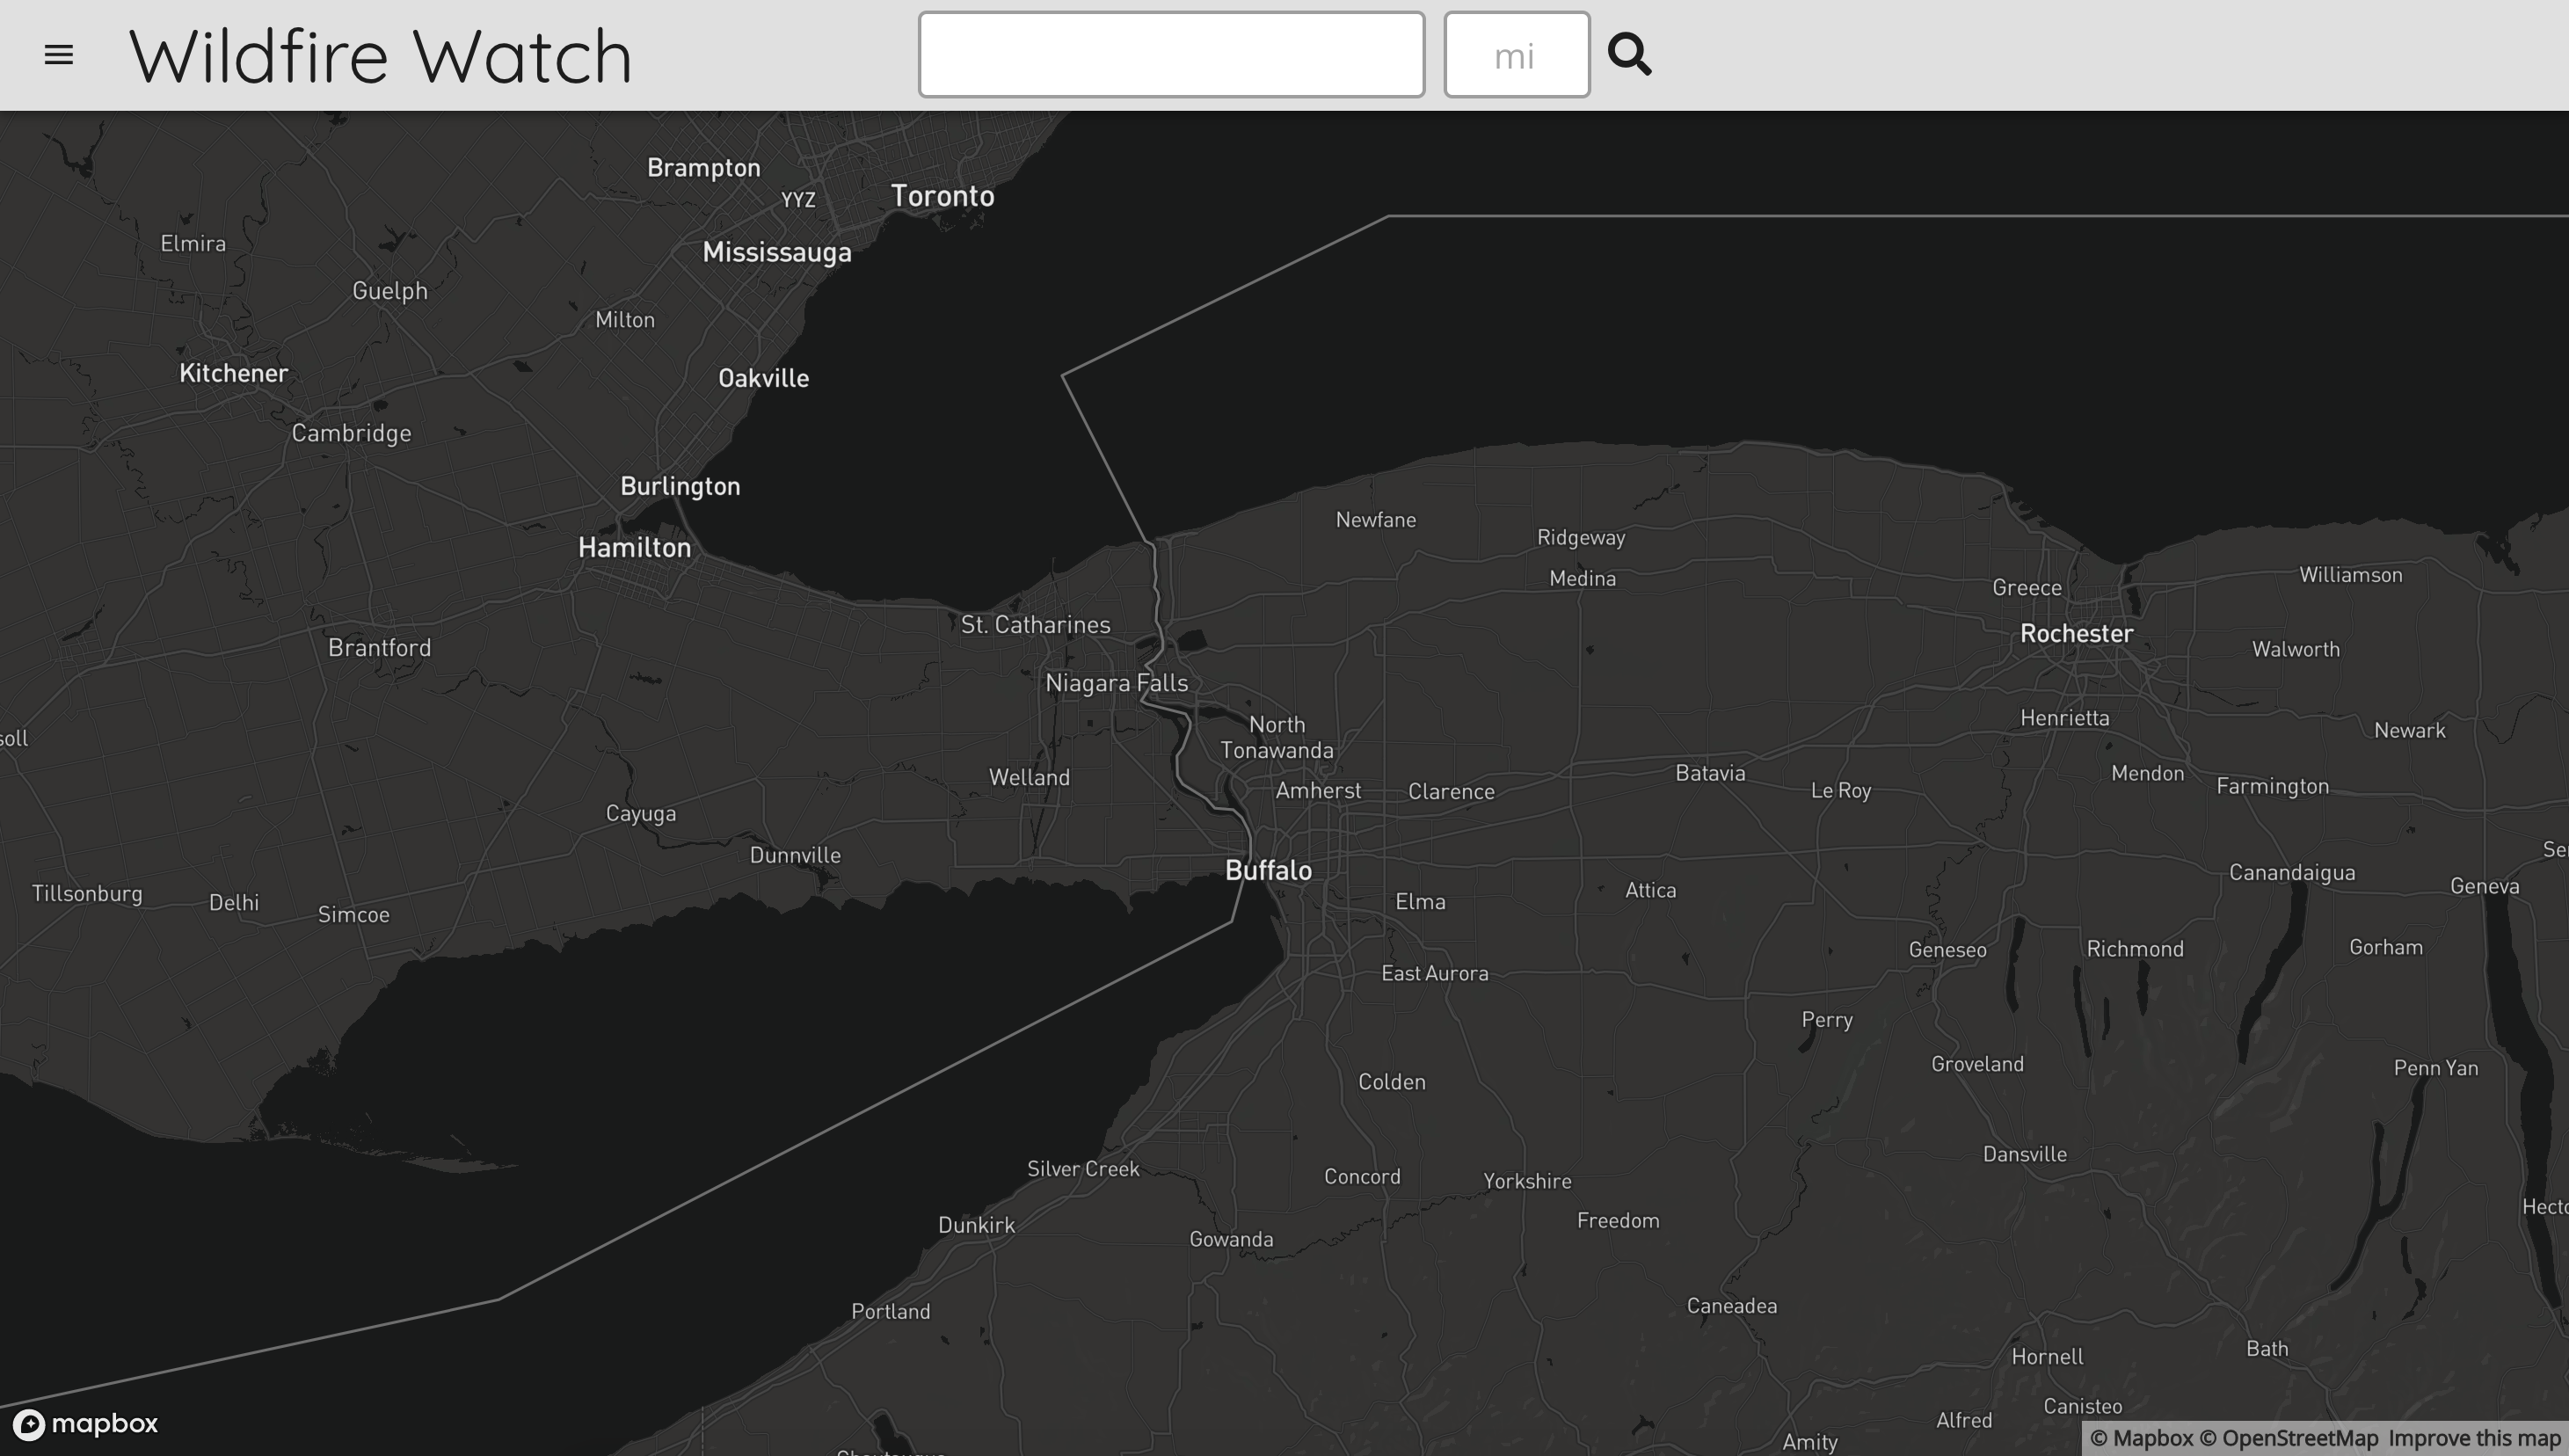 Wildfire Watch
mi
Brampton
YYZ
Toronto
Elmira
Mississauga
Guelph
Milton
Kitchener
Oakville
Cambridge
Burlington
Newfane
Hamilton
Ridgeway
Medina
Williamson
Greece
St. Catharines
Rochester
Brantford
Walworth
Niagara Falls
Henrietta
North
Tonawanda
Newark
soll
Welland
Batavia
Mendon
Amherst
Clarence
Le Roy
Farmington
Cayuga
Dunnville
Buffalo
Canandaigua
Geneva
Tillsonburg
Delhi
Simcoe
Elma
Attica
Geneseo
Richmond
Gorham
East Aurora
Perry
Groveland
Penn Yan
Colden
Dansville
Silver Creek
Concord
Yorkshire
Dunkirk
Gowanda
Freedom
Portland
Caneadea
Hornell
Bath
Canisteo
Alfred
Amity
mapbox
© Mapbox © OpenStreetMap Improve this map